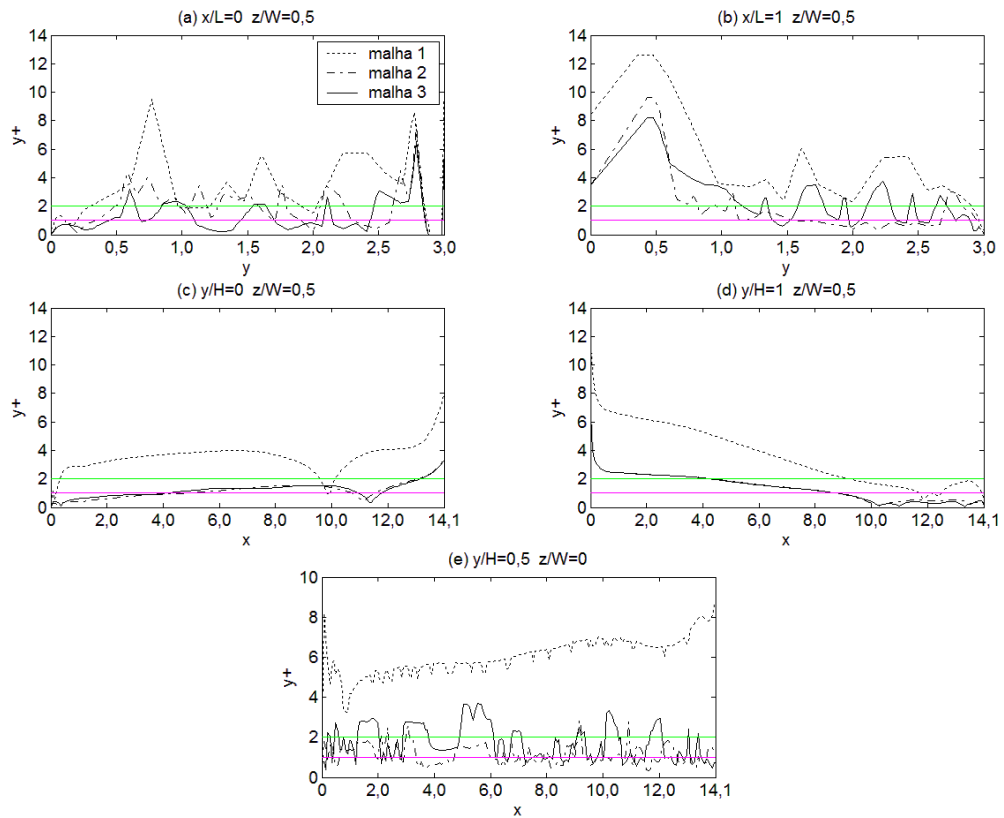 (a) x/L=0 z/W=0,5
14
12
10
8
6
4
2
0
y+
malha 1
malha 2
malha 3
0 0,5 1,0 1,5 2,0 2,5 3,0
y
(b) x/L=1 z/W=0,5
14
12
10
8
6
4
2
0
y+
0 0,5 1,0 1,5 2,0 2,5 3,0
y
(c) y/H=0 z/W=0,5
14
12
10
8
6
4
2
0
y+
0 2,0 4,0 6,0 8,0 10,0 12,0 14,1
x
(d) y/H=1 z/W=0,5
14
12
10
8
6
4
2
0
y+
0 2,0 4,0 6,0 8,0 10,0 12,0 14,1
x
(e) y/H=0,5 z/W=0
10
8
6
4
2
0
y+
0,0 2,0 4,0 6,0 8,0 10,0 12,0 14,1
x